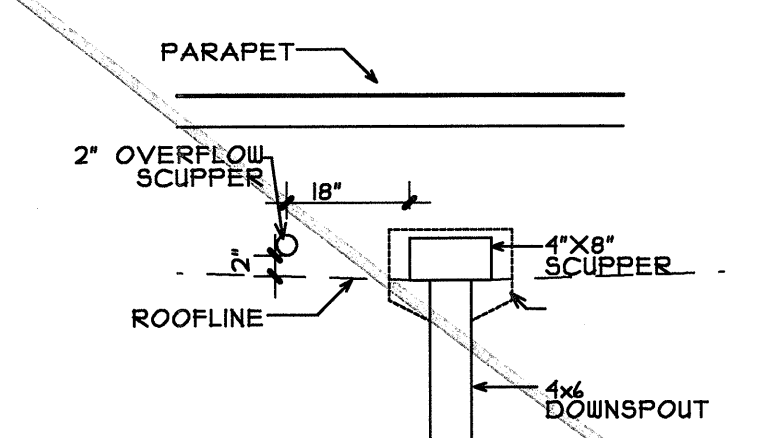 PARAPET
2" OVERFLOW
SCUPPER
18"
2"
4"X8"
SCUPPER
ROOFLINE
4x6
DOWNSPOUT